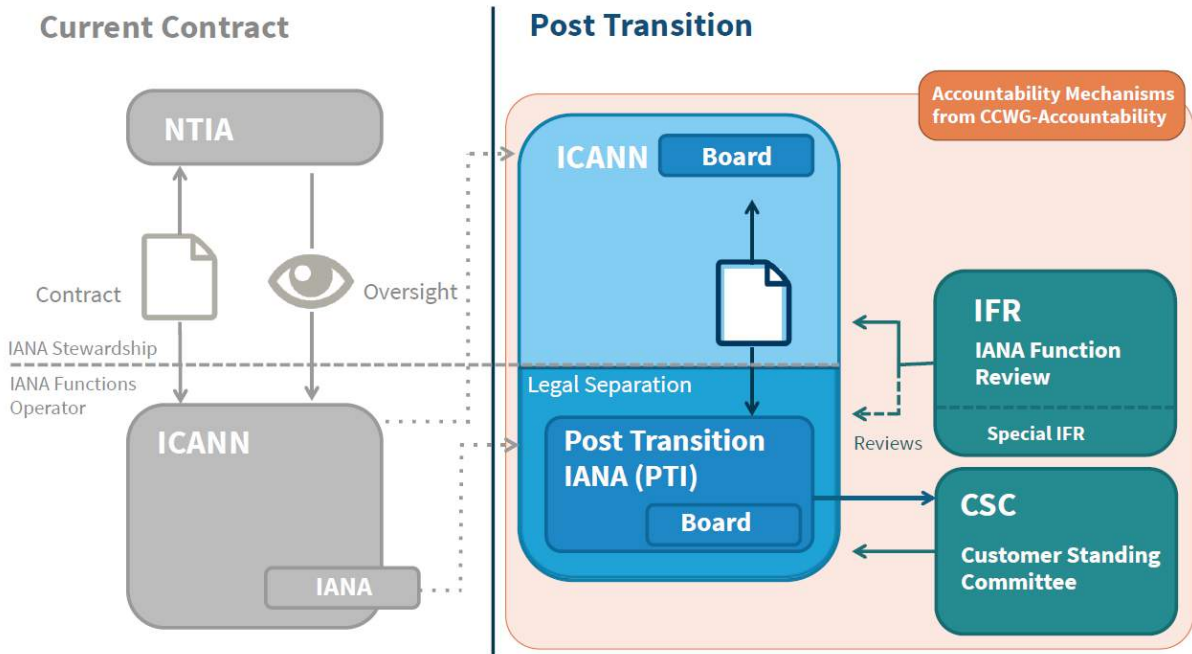 Current Contract
NTIA
Contract
Oversight
IANA Stewardship
IANA Functions
Operator
ICANN
IANA
Post Transition
Accountability Mechanisms
from CCWG-Accountability
ICANN
Board
Legal Separation
Post Transition
IANA (PTI)
Board
Reviews
IFR
IANA Function
Review
Special IFR
CSC
Customer Standing
Committee